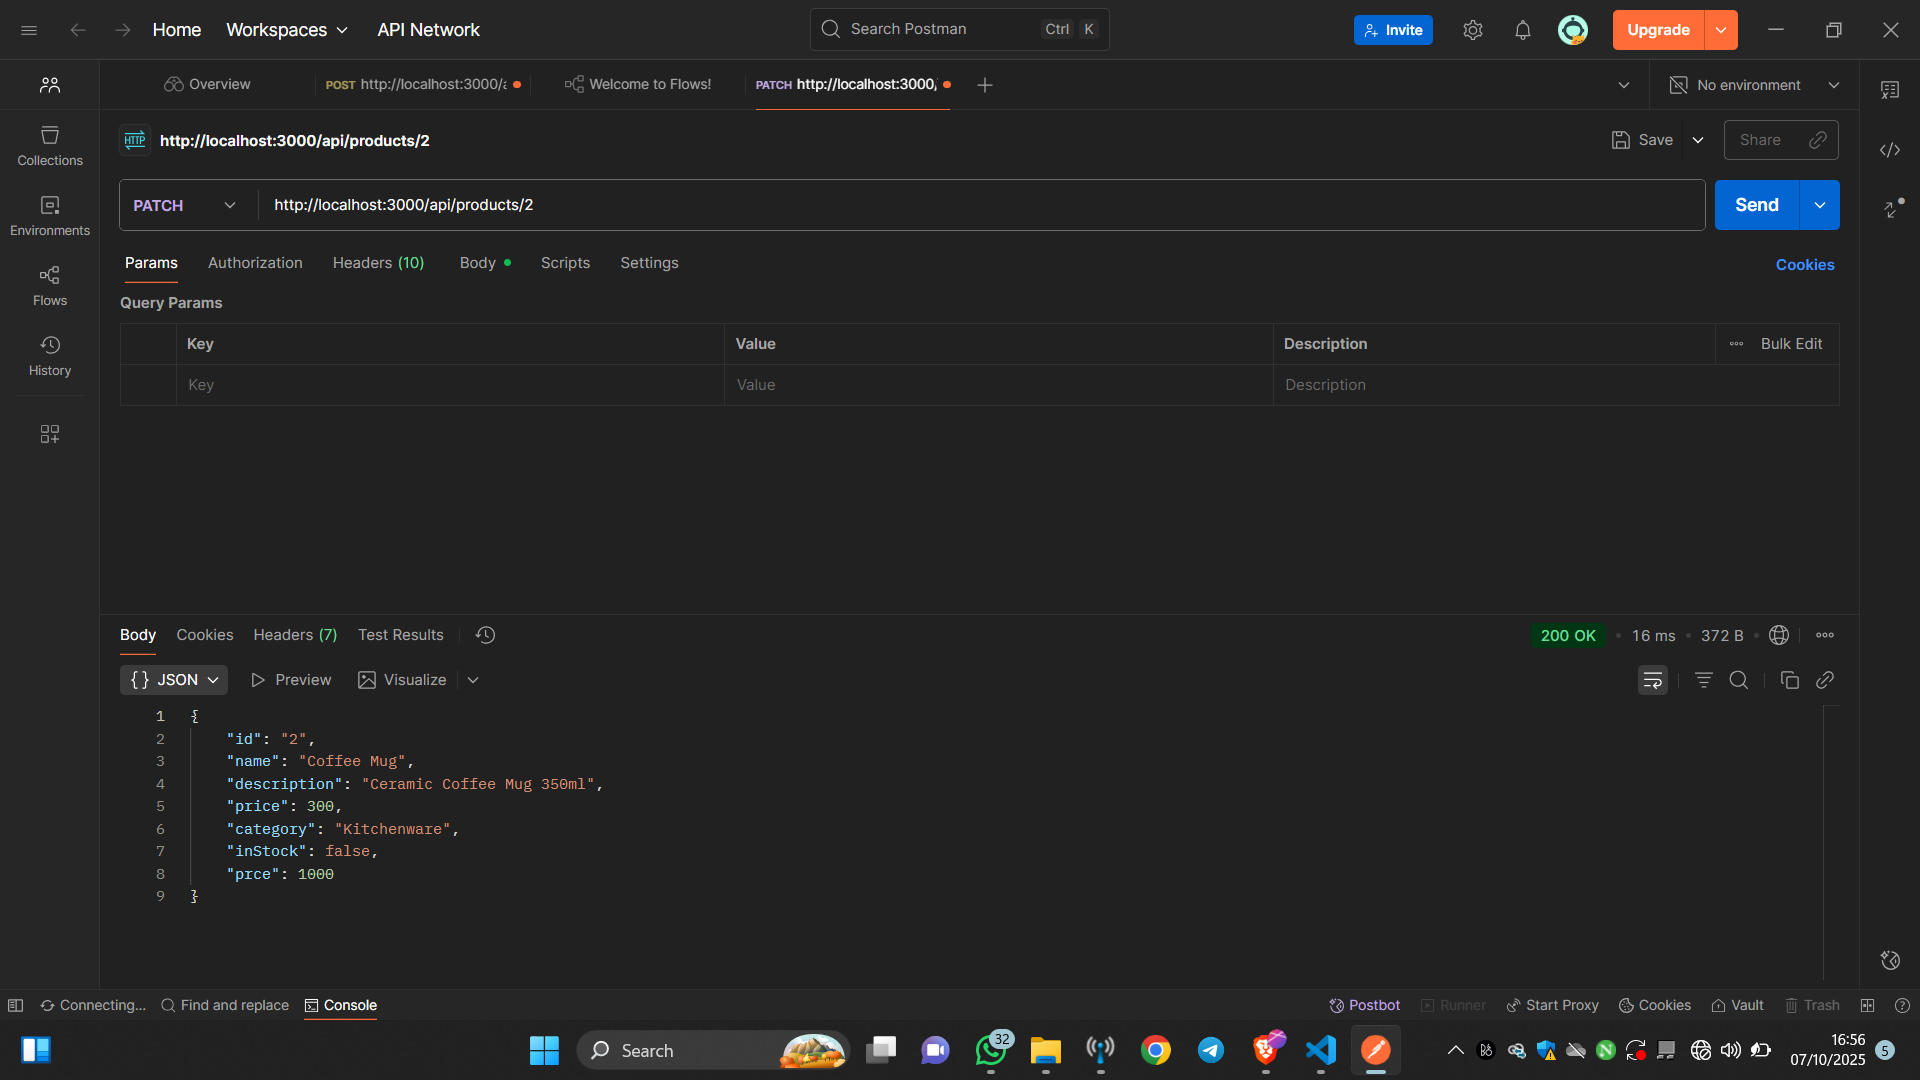 Home Workspaces API Network Search Postman Ctrl K Invite Upgrade
Overview POST http://localhost:3000/a Welcome to Flows! PATCH http://localhost:3000/ No environment
HTTP http://localhost:3000/api/products/2 Save Share
Collections
PATCH http://localhost:3000/api/products/2 Send
Environments
Params Authorization Headers (10) Body Scripts Settings Cookies
Flows
Query Params
Key Value Description Bulk Edit
History
Key Value Description
Body Cookies Headers (7) Test Results 200 OK 16 ms 372 B
{} JSON Preview Visualize
1 {
2 "id": "2",
3 "name": "Coffee Mug",
4 "description": "Ceramic Coffee Mug 350ml",
5 "price": 300,
6 "category": "Kitchenware",
7 "inStock": false,
8 "prce": 1000
9 }
Connecting... Find and replace Console Postbot Runner Start Proxy Cookies Vault Trash
Search 32 16:56 5
07/10/2025